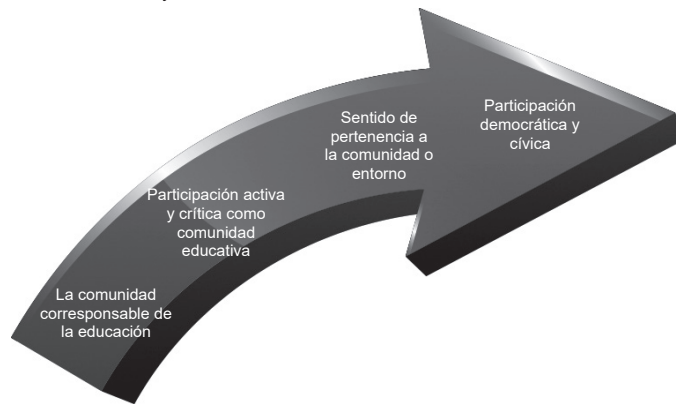 La comunidad
corresponsable de
la educación
Participación activa
y crítica como
comunidad
educativa
Sentido de
pertenencia a
la comunidad o
entorno
Participación
democrática y
cívica